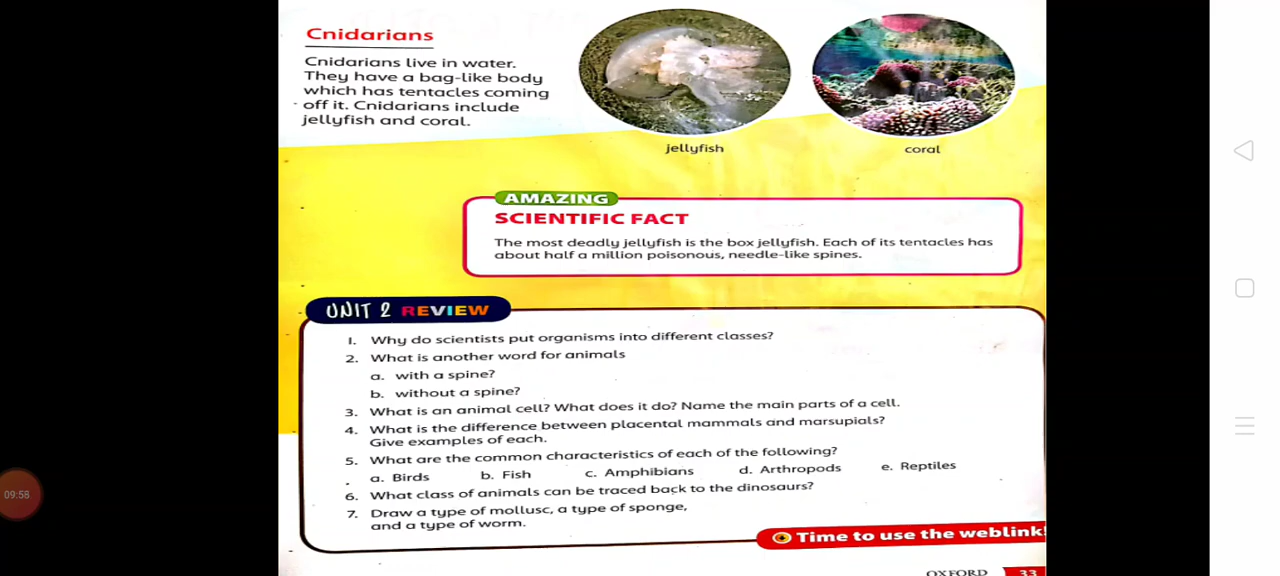 Cnidarians
Cnidarians live in water.
They have a bag-like body
which has tentacles coming
off it. Cnidarians include
jellyfish and coral.
jellyfish
coral
AMAZING
SCIENTIFIC FACT
The most deadly jellyfish is the box jellyfish. Each of its tentacles has
about half a million poisonous, needle-like spines.
UNIT 2 REVIEW
1. Why do scientists put organisms into different classes?
2. What is another word for animals
a. with a spine?
b. without a spine?
3. What is an animal cell? What does it do? Name the main parts of a cell.
4. What is the difference between placental mammals and marsupials?
Give examples of each.
5. What are the common characteristics of each of the following?
a. Birds b. Fish c. Amphibians d. Arthropods e. Reptiles
6. What class of animals can be traced back to the dinosaurs?
7. Draw a type of mollusc, a type of sponge,
and a type of worm.
Time to use the weblink!
OXFORD 33
09:58